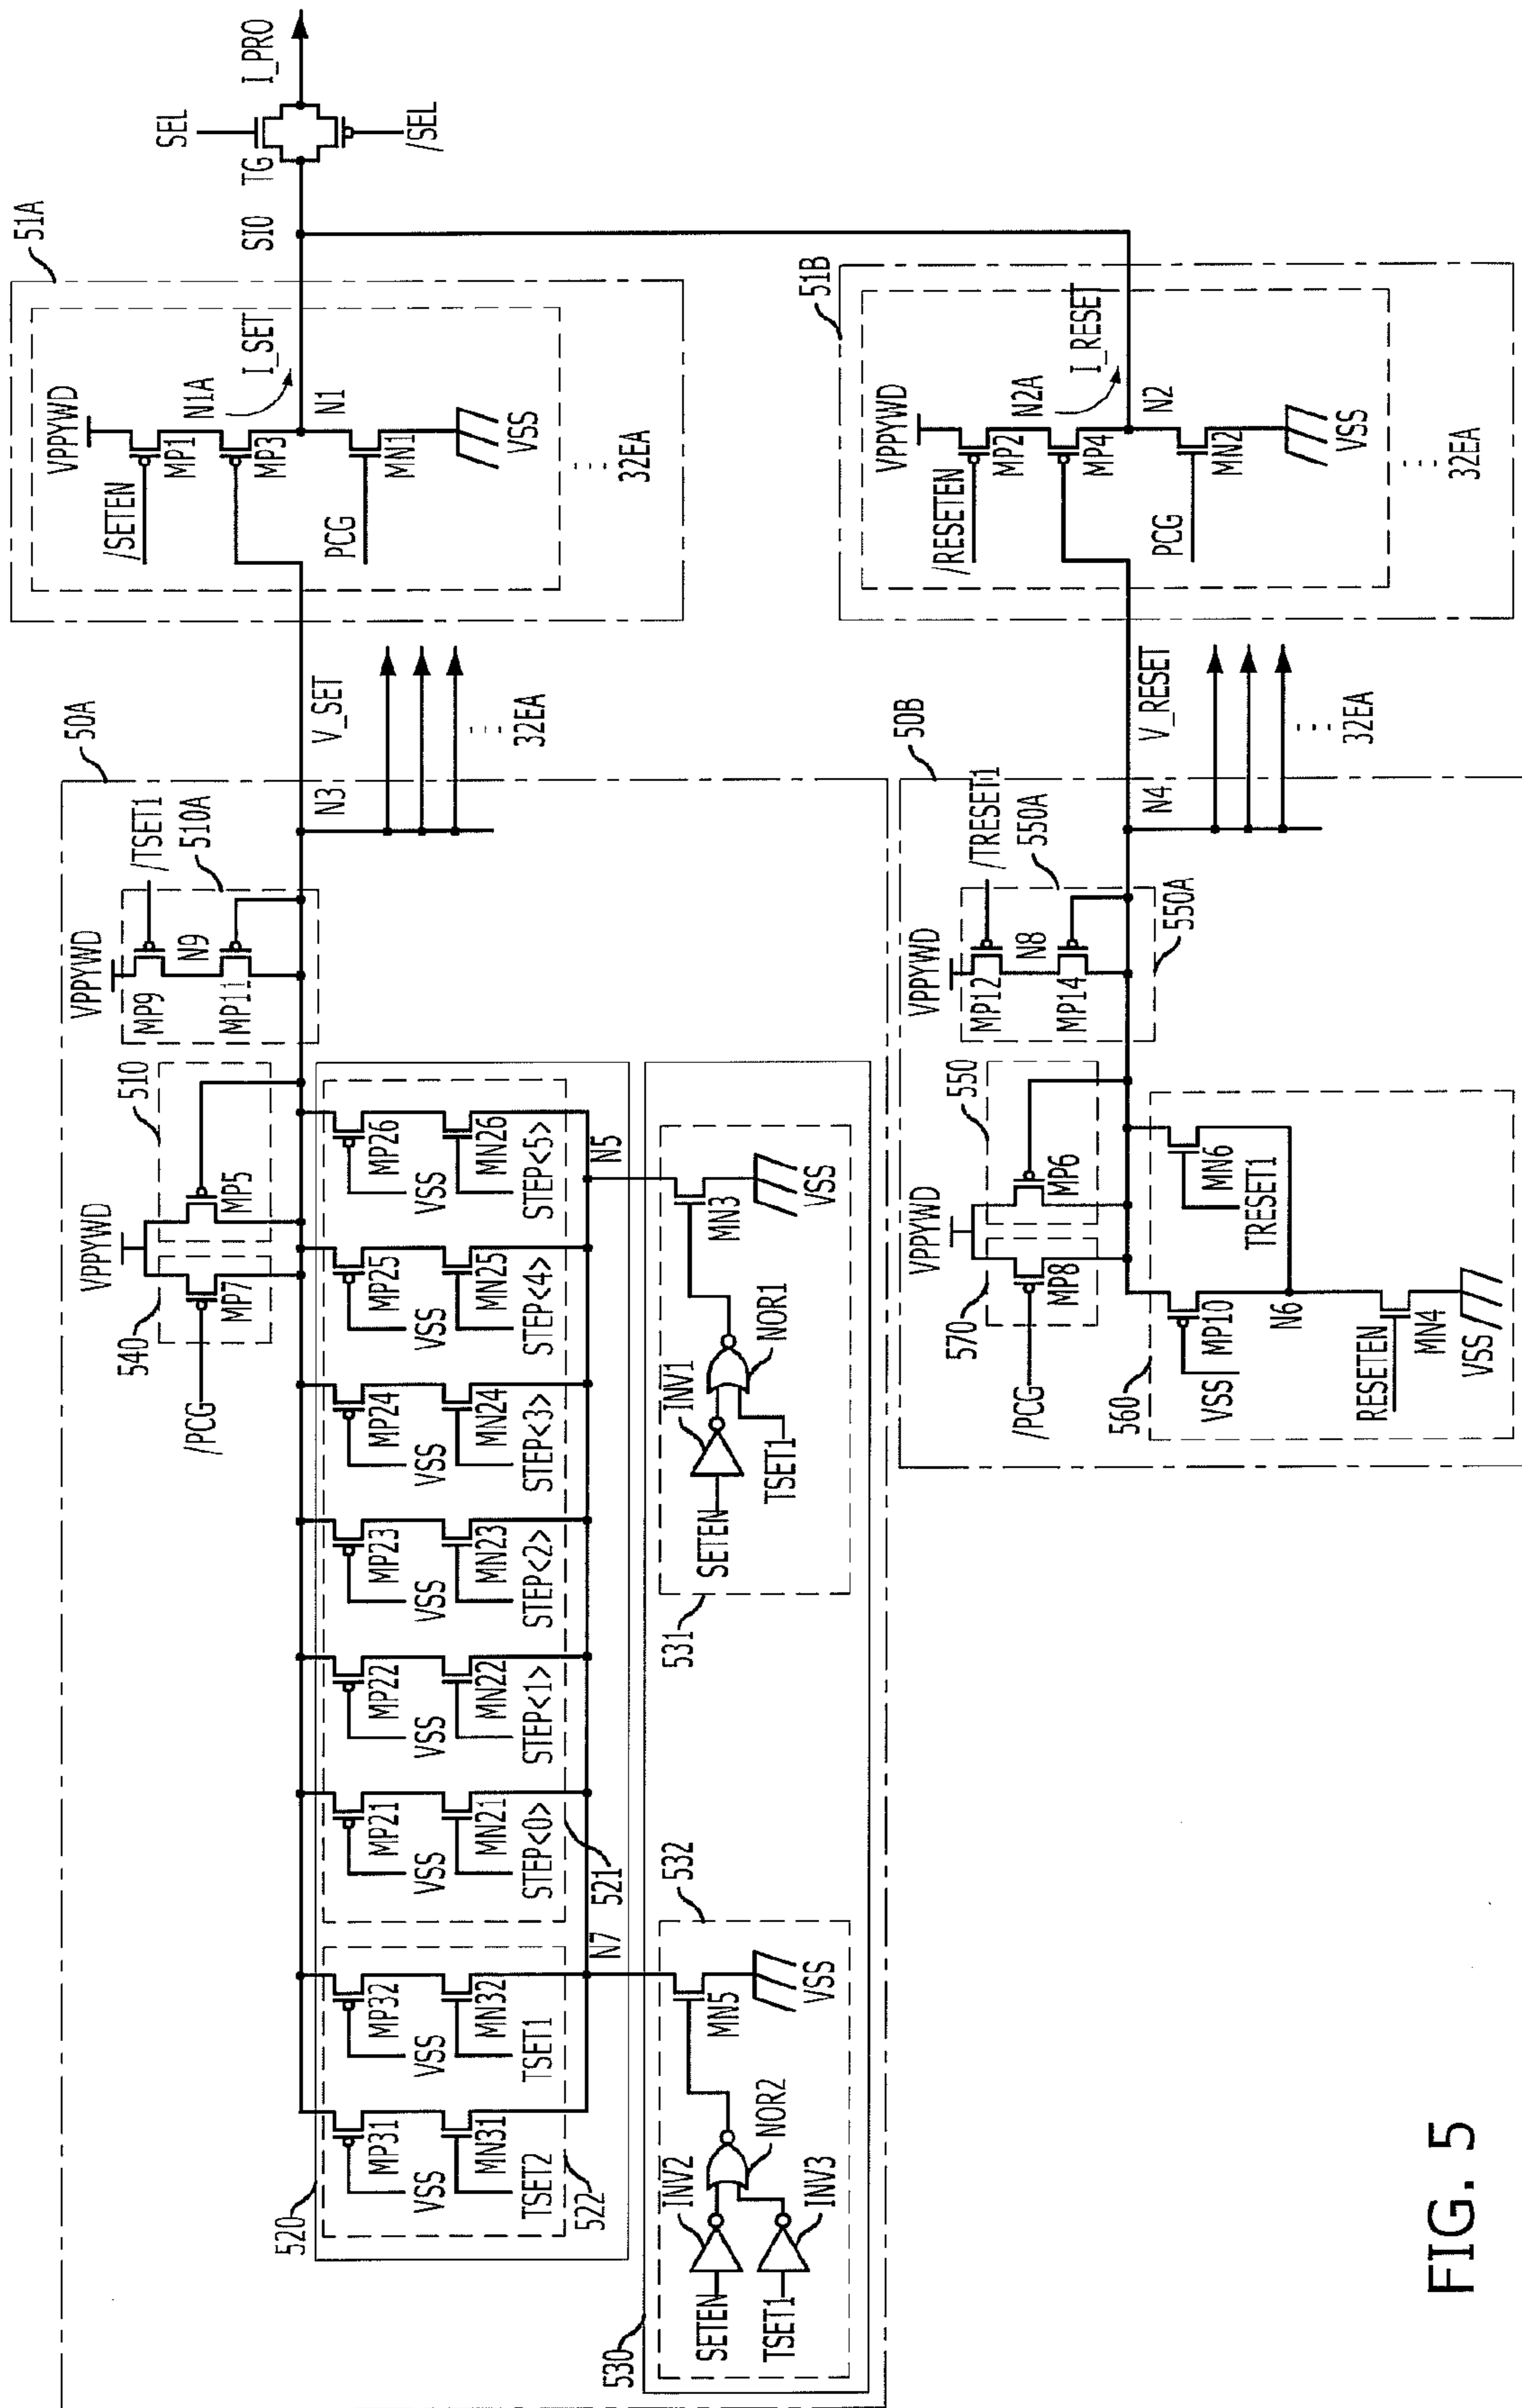 50A
50B
51A
51B
VPPYWD
540
510
/PCG
MP7
MP5
VPPYWD
/TSET1
MP9
N9
510A
MP11
N3
V_SET
32EA
VPPYWD
/SETEN
MP1
N1A
MP3
I_SET
N1
PCG
MN1
VSS
32EA
SIO
TG
SEL
/SEL
I_PRO
520
MP31
VSS
MN31
TSET2
522
MP32
VSS
MN32
TSET1
MP21
VSS
MN21
STEP<0>
521
MP22
VSS
MN22
STEP<1>
MP23
VSS
MN23
STEP<2>
MP24
VSS
MN24
STEP<3>
MP25
VSS
MN25
STEP<4>
MP26
VSS
MN26
STEP<5>
N7
N5
530
532
SETEN
INV2
TSET1
INV3
NOR2
MN5
VSS
531
SETEN
INV1
TSET1
NOR1
MN3
VSS
VPPYWD
570
550
/PCG
MP8
MP6
VPPYWD
/TRESET1
MP12
N8
550A
MP14
550A
N4
V_RESET
32EA
560
MP10
VSS
N6
MN6
TRESET1
RESETEN
MN4
VSS
VPPYWD
/RESETEN
MP2
N2A
MP4
I_RESET
N2
PCG
MN2
VSS
32EA
FIG. 5